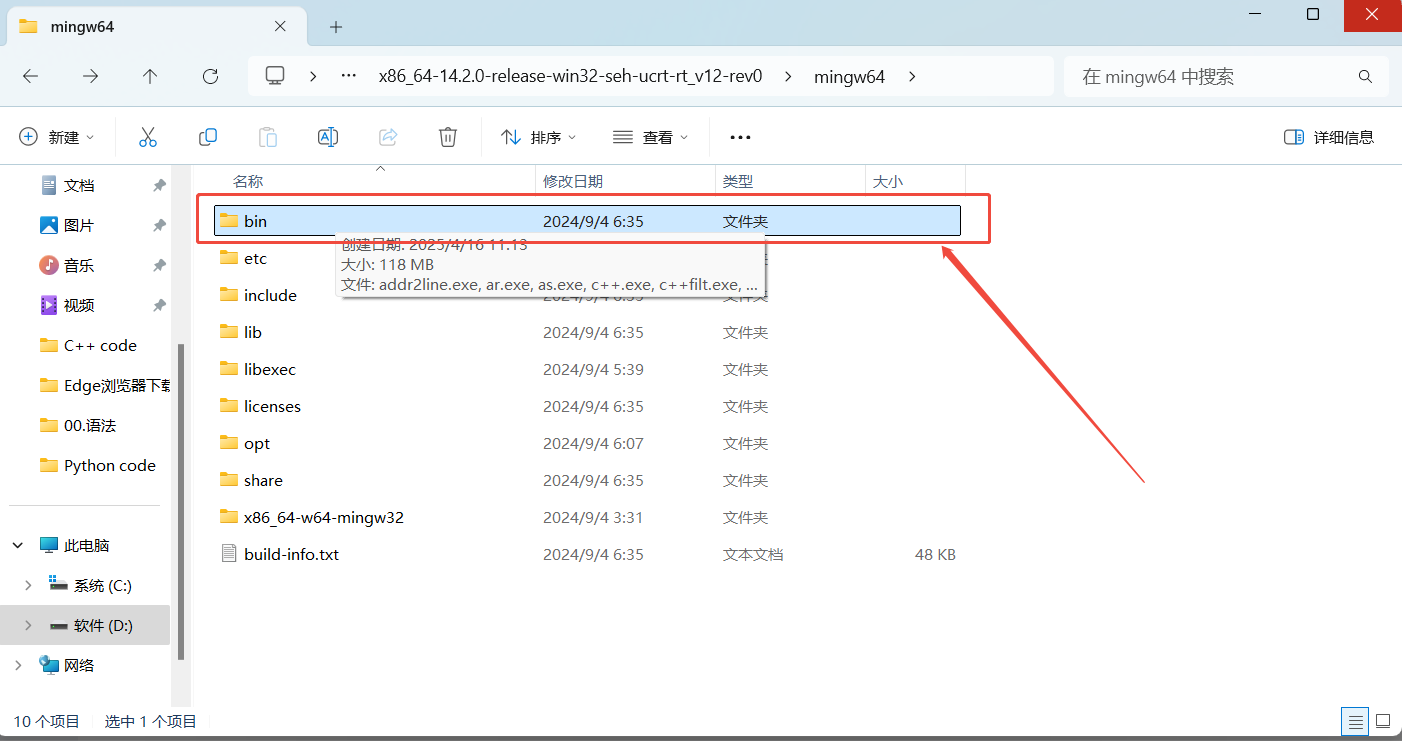 mingw64
x86_64-14.2.0-release-win32-seh-ucrt-rt_v12-rev0 mingw64
在 mingw64 中搜索
新建 排序 查看 详细信息
文档
图片
音乐
视频
C++ code
Edge浏览器下载
00.语法
Python code
此电脑
系统 (C:)
软件 (D:)
网络
名称 修改日期 类型 大小
bin 2024/9/4 6:35 文件夹
创建日期: 2025/4/16 11:13
大小: 118 MB
文件: addr2line.exe, ar.exe, as.exe, c++.exe, c++filt.exe, ...
etc
include 2024/9/4 6:35 文件夹
lib 2024/9/4 6:35 文件夹
libexec 2024/9/4 5:39 文件夹
licenses 2024/9/4 6:35 文件夹
opt 2024/9/4 6:07 文件夹
share 2024/9/4 6:35 文件夹
x86_64-w64-mingw32 2024/9/4 3:31 文件夹
build-info.txt 2024/9/4 6:35 文本文档 48 KB
10 个项目 选中 1 个项目